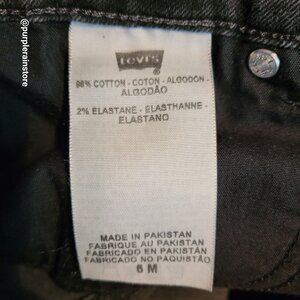 @purplerainstore
LEVI'S
®
98% COTTON - COTON - ALGODON -
ALGODÃO
2% ELASTANE - ELASTHANNE -
ELASTANO
MADE IN PAKISTAN
FABRIQUE AU PAKISTAN
FABRICADO EN PAKISTAN
FABRICADO NO PAQUISTÃO
6 M